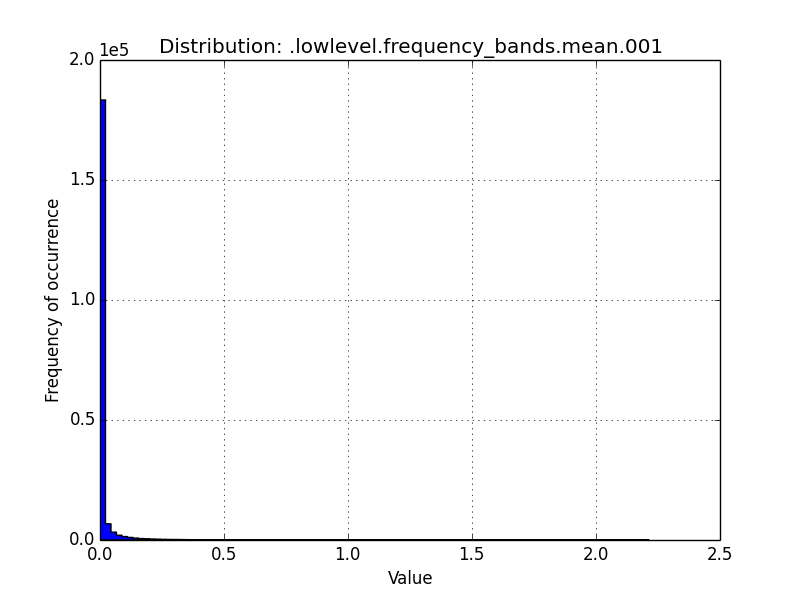 Distribution: .lowlevel.frequency_bands.mean.001
1e5
2.0
1.5
1.0
0.5
0.0
Frequency of occurrence
0.0 0.5 1.0 1.5 2.0 2.5
Value